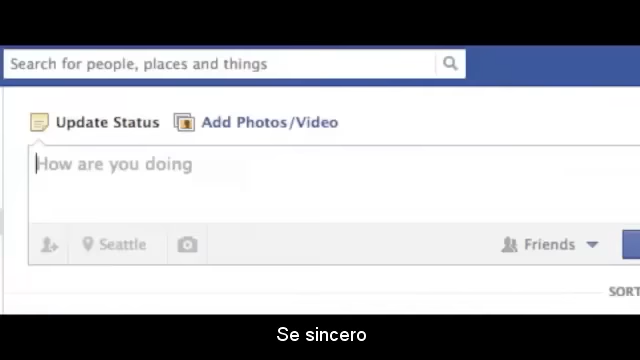 Search for people, places and things
Update Status Add Photos/Video
How are you doing
Seattle Friends
SORT
Se sincero